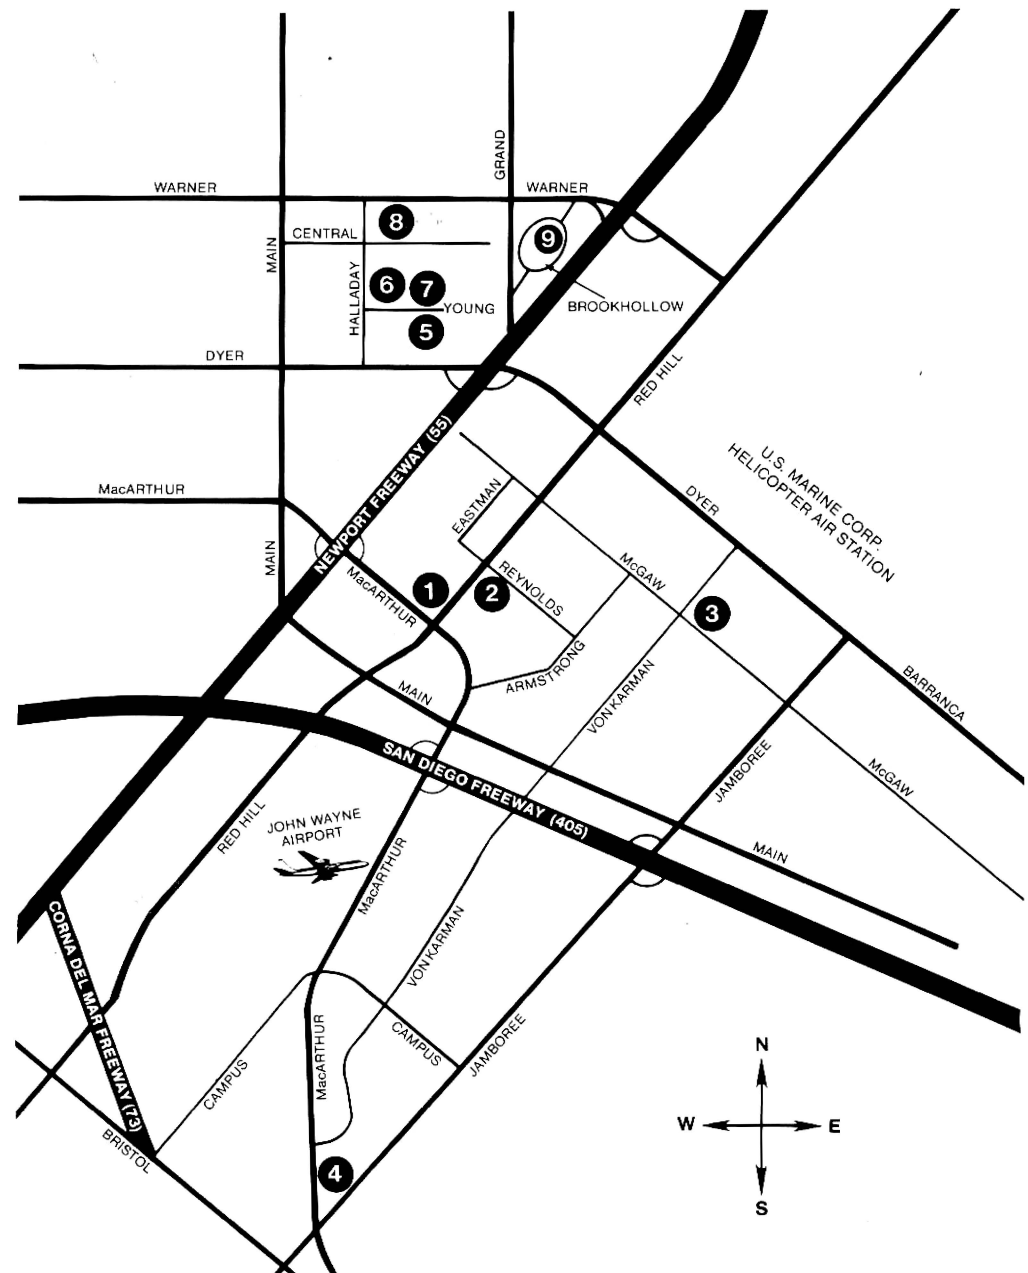 GRAND
WARNER
WARNER
8
CENTRAL
9
MAIN
HALLADAY
6
7
YOUNG
BROOKHOLLOW
5
DYER
RED HILL
NEWPORT FREEWAY (55)
U.S. MARINE CORP.
HELICOPTER AIR STATION
MacARTHUR
EASTMAN
DYER
MAIN
MacARTHUR
1
2
REYNOLDS
McGAW
3
ARMSTRONG
VON KARMAN
BARRANCA
MAIN
SAN DIEGO FREEWAY (405)
JAMBOREE
McGAW
RED HILL
JOHN WAYNE
AIRPORT
MacARTHUR
MAIN
CORNA DEL MAR FREEWAY (73)
VON KARMAN
MacARTHUR
CAMPUS
JAMBOREE
CAMPUS
BRISTOL
4
N
W
E
S